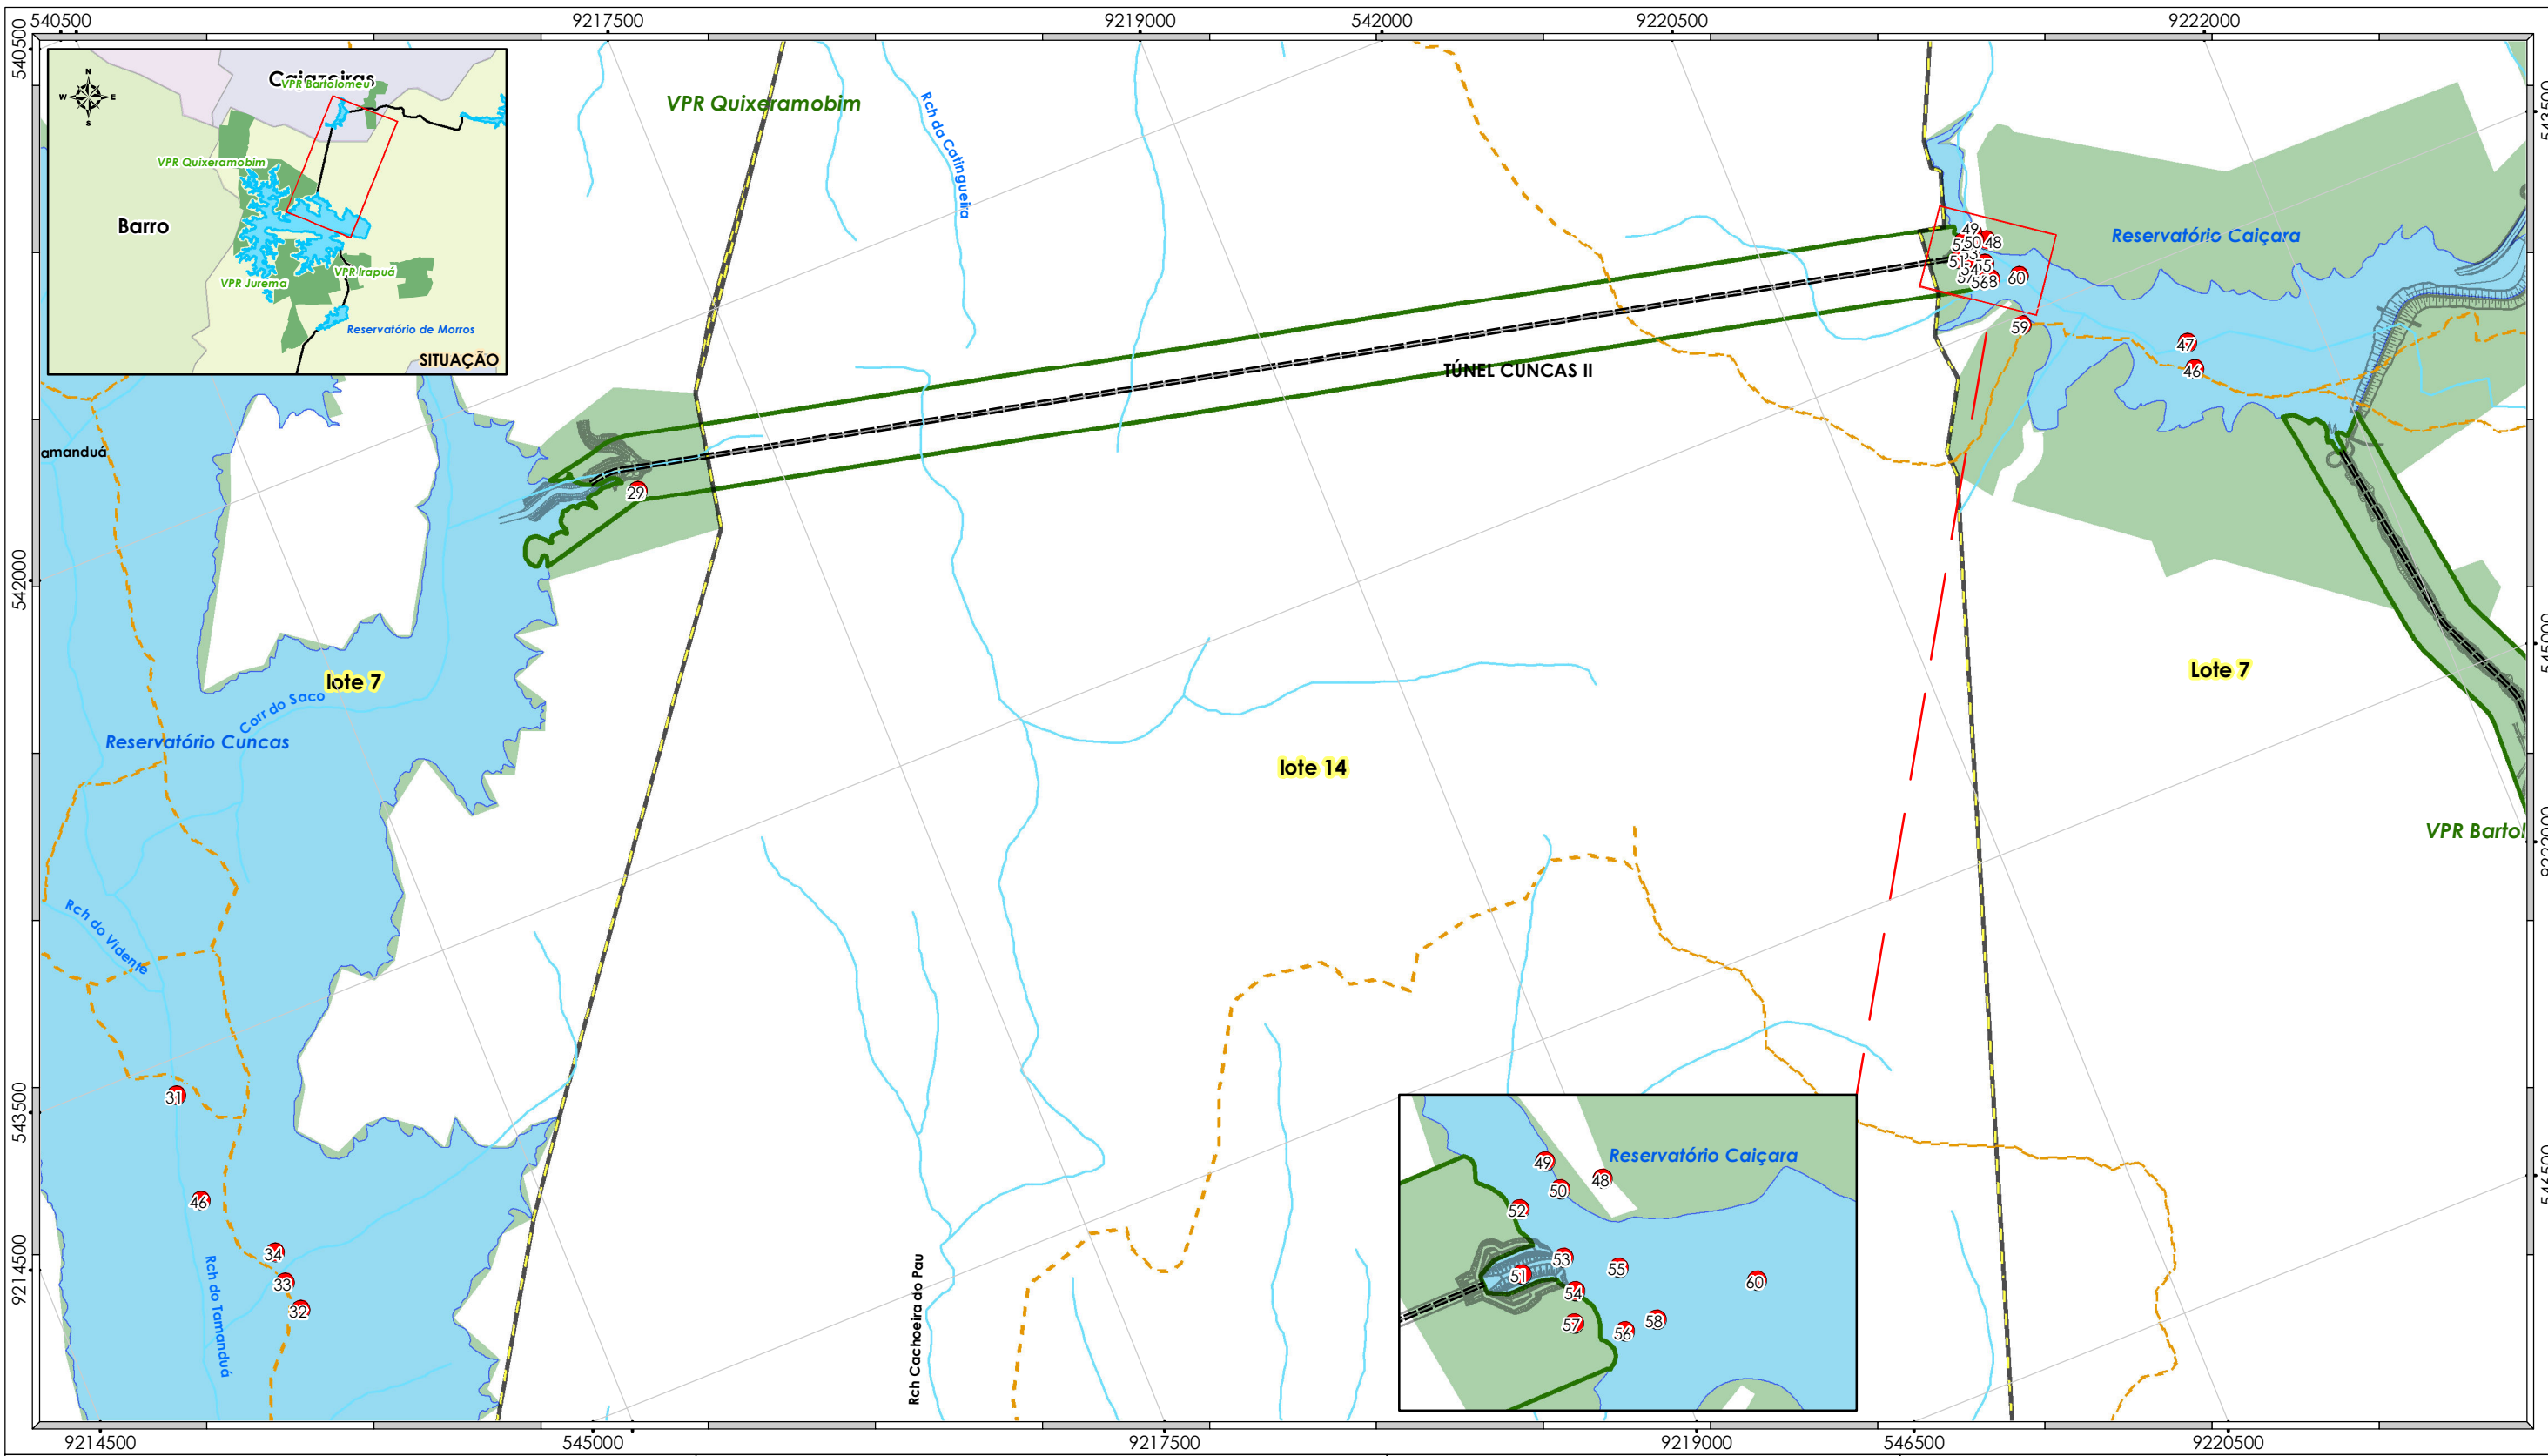 540500
9217500
9219000
542000
9220500
9222000
540500
543500
N
W
E
S
VPR Bartolomeu
VPR Quixeramobim
Barro
VPR Irapuá
VPR Jurema
Reservatório de Morros
SITUAÇÃO
VPR Quixeramobim
Rch da Catingueira
49
50
48
51
60
59
47
46
Reservatório Caiçara
TÚNEL CUNCAS II
amanduá
29
542000
545000
lote 7
Corr do Saco
Reservatório Cuncas
Lote 7
lote 14
VPR Bartol
Rch do Vidente
31
543500
46
34
33
32
9214500
Rch do Tamanduá
Rch Cachoeira do Pau
Reservatório Caiçara
49
48
50
52
53
51
55
60
54
57
56
58
9214500
545000
9217500
9219000
546500
9220500